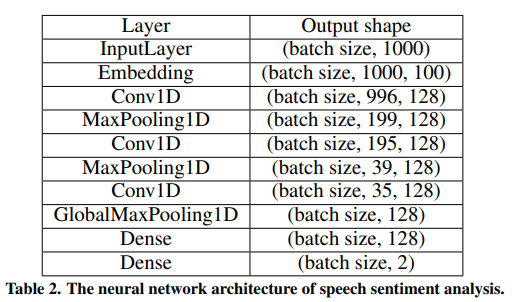 Layer Output shape
InputLayer (batch size, 1000)
Embedding (batch size, 1000, 100)
Conv1D (batch size, 996, 128)
MaxPooling1D (batch size, 199, 128)
Conv1D (batch size, 195, 128)
MaxPooling1D (batch size, 39, 128)
Conv1D (batch size, 35, 128)
GlobalMaxPooling1D (batch size, 128)
Dense (batch size, 128)
Dense (batch size, 2)
Table 2. The neural network architecture of speech sentiment analysis.